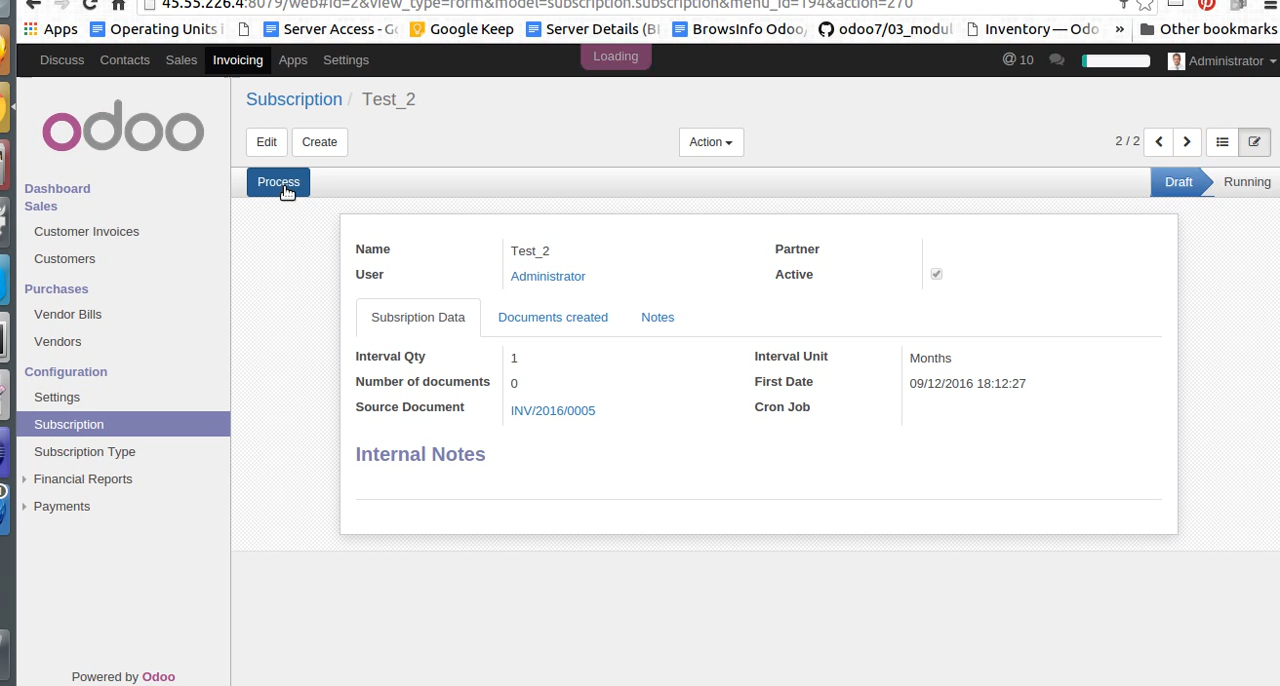 45.55.226.4:8079/web#id=2&view_type=form&model=subscription.subscription&menu_id=194&action=270
Apps Operating Units Server Access - Go Google Keep Server Details (BI BrowsInfo Odoo, odoo7/03_modul Inventory — Odo » Other bookmarks
Discuss Contacts Sales Invoicing Apps Settings Loading @ 10 Administrator
odoo
Subscription / Test_2
Edit Create Action 2 / 2
Process Draft Running
Dashboard
Sales
Customer Invoices
Customers
Purchases
Vendor Bills
Vendors
Configuration
Settings
Subscription
Subscription Type
Financial Reports
Payments
Powered by Odoo
Name Test_2 Partner
User Administrator Active
Subsription Data Documents created Notes
Interval Qty 1 Interval Unit Months
Number of documents 0 First Date 09/12/2016 18:12:27
Source Document INV/2016/0005 Cron Job
Internal Notes